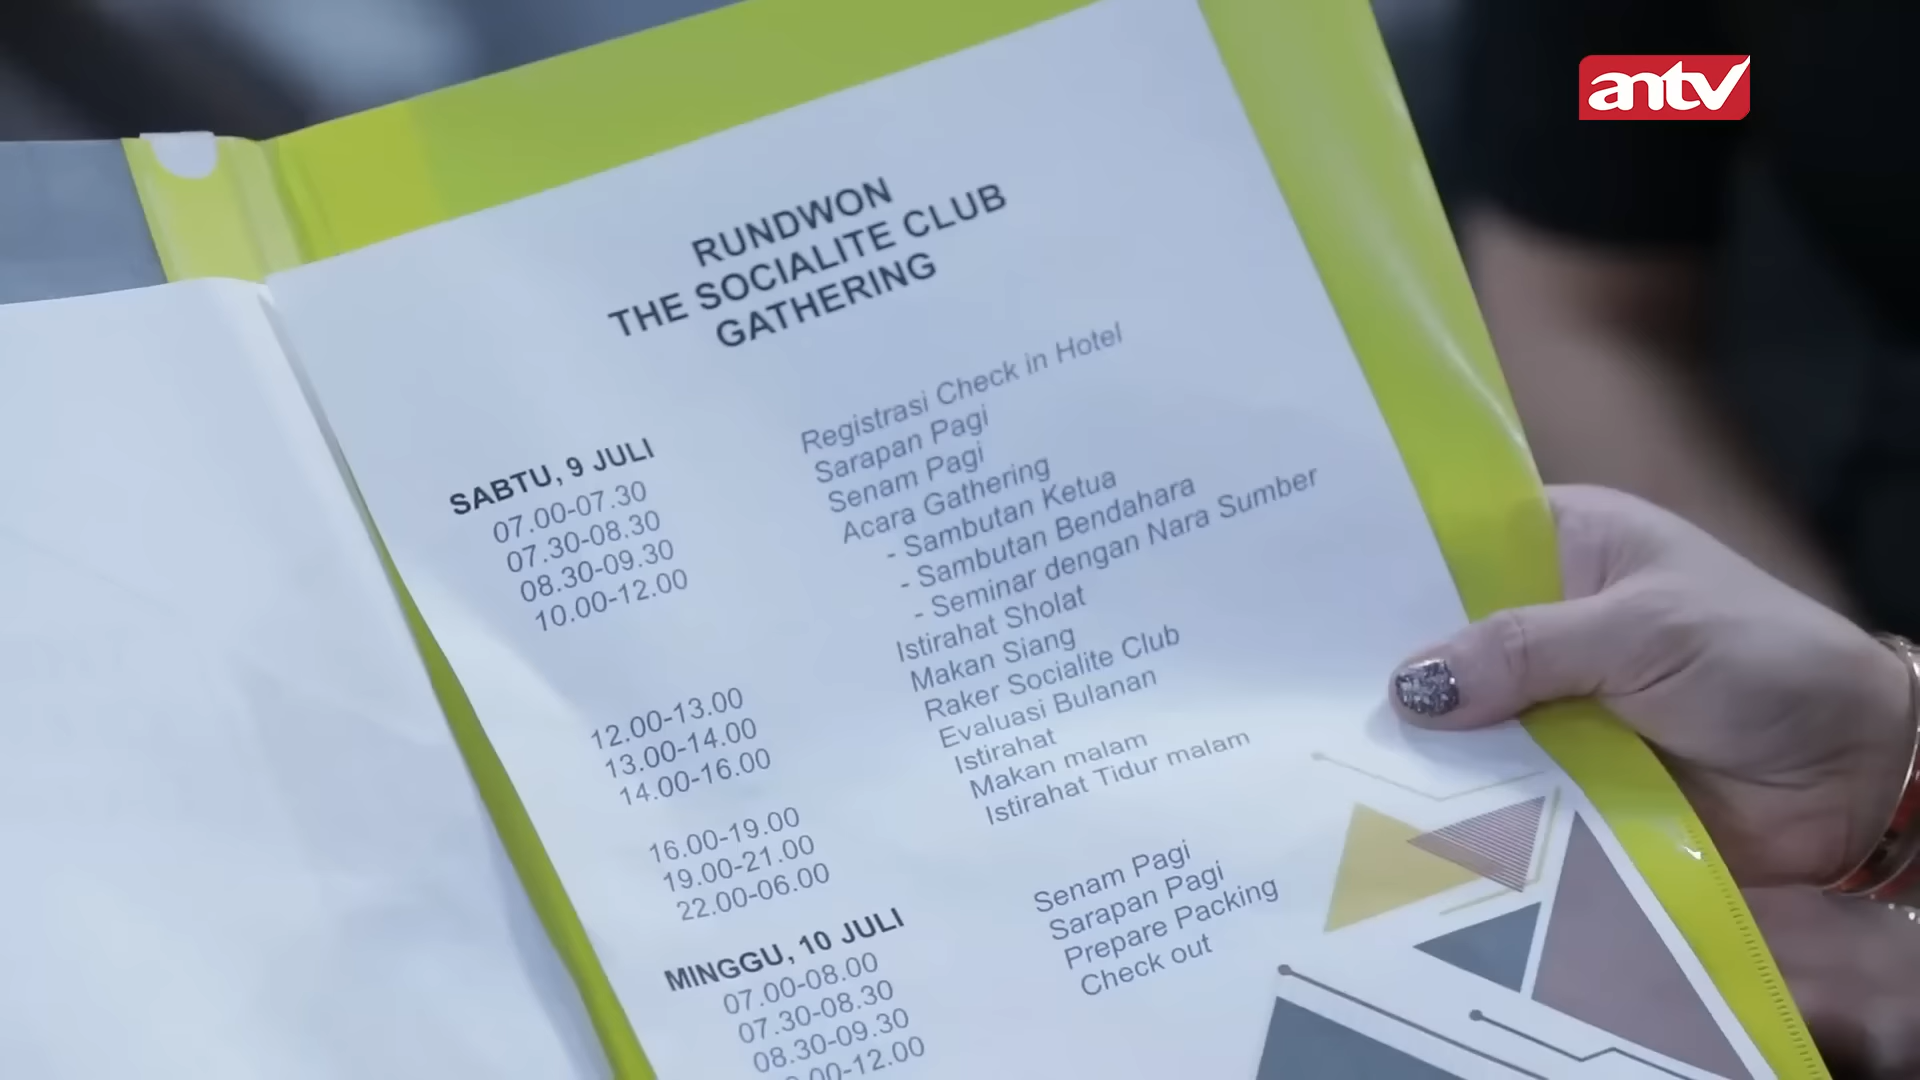 antv
RUNDWON
THE SOCIALITE CLUB
GATHERING
SABTU, 9 JULI
07.00-07.30 Registrasi Check in Hotel
07.30-08.30 Sarapan Pagi
08.30-09.30 Senam Pagi
10.00-12.00 Acara Gathering
- Sambutan Ketua
- Sambutan Bendahara
- Seminar dengan Nara Sumber
12.00-13.00 Istirahat Sholat
13.00-14.00 Makan Siang
14.00-16.00 Raker Socialite Club
Evaluasi Bulanan
16.00-19.00 Istirahat
19.00-21.00 Makan malam
22.00-06.00 Istirahat Tidur malam
MINGGU, 10 JULI
07.00-08.00 Senam Pagi
07.30-08.30 Sarapan Pagi
08.30-09.30 Prepare Packing
00-12.00 Check out